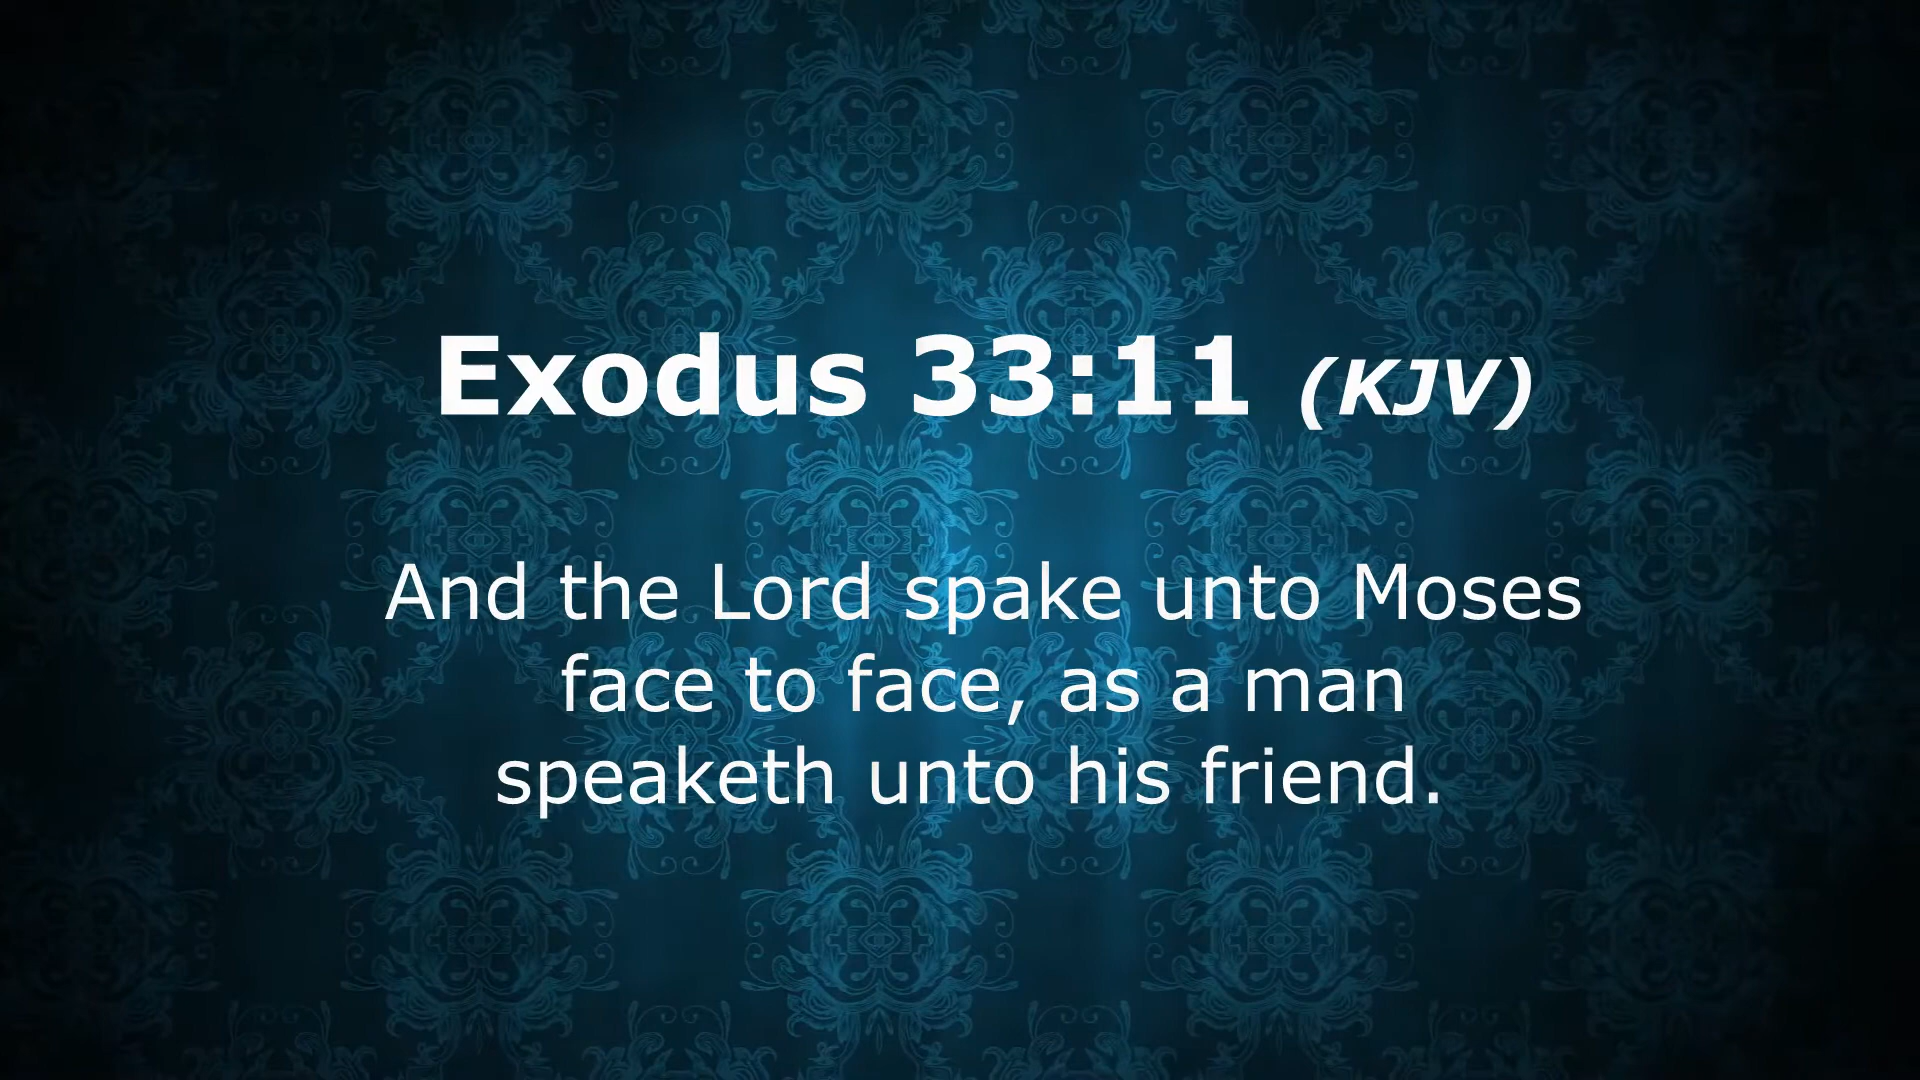 Exodus 33:11 (KJV)
And the Lord spake unto Moses
face to face, as a man
speaketh unto his friend.